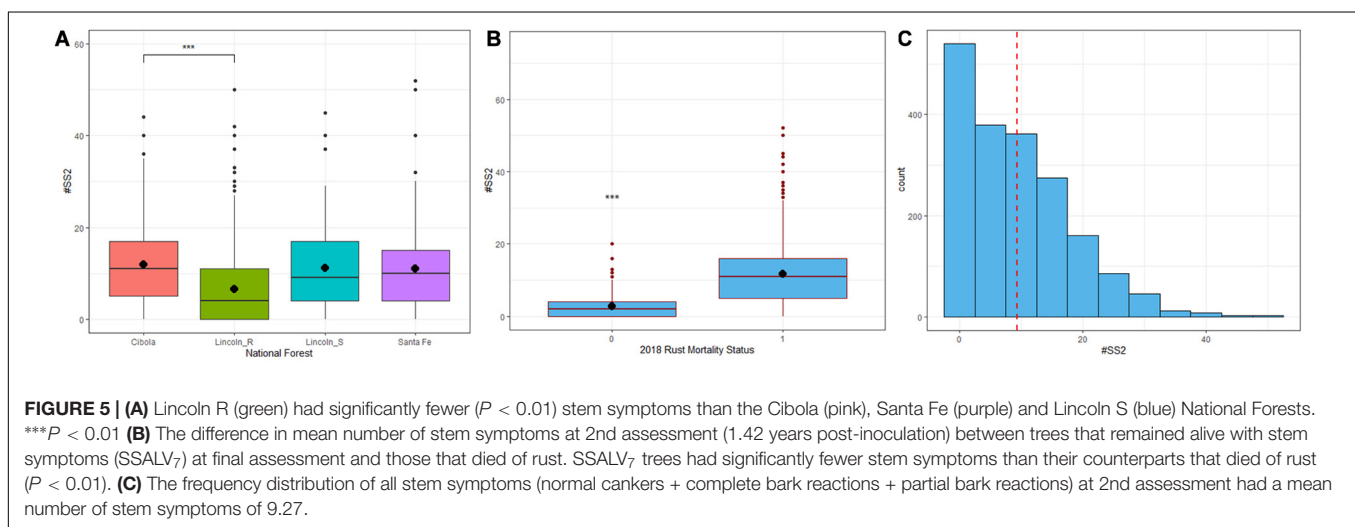 A
60
***
40
#SS2
20
0
Cibola
Lincoln_R
Lincoln_S
Santa Fe
National Forest
B
60
40
#SS2
***
20
0
0
1
2018 Rust Mortality Status
C
400
count
200
0
0
20
40
#SS2
FIGURE 5 | (A) Lincoln R (green) had significantly fewer (P < 0.01) stem symptoms than the Cibola (pink), Santa Fe (purple) and Lincoln S (blue) National Forests.
***P < 0.01 (B) The difference in mean number of stem symptoms at 2nd assessment (1.42 years post-inoculation) between trees that remained alive with stem
symptoms (SSALV7) at final assessment and those that died of rust. SSALV7 trees had significantly fewer stem symptoms than their counterparts that died of rust
(P < 0.01). (C) The frequency distribution of all stem symptoms (normal cankers + complete bark reactions + partial bark reactions) at 2nd assessment had a mean
number of stem symptoms of 9.27.